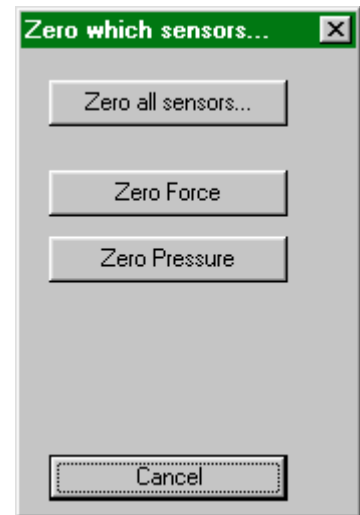 Zero which sensors...
Zero all sensors...
Zero Force
Zero Pressure
Cancel